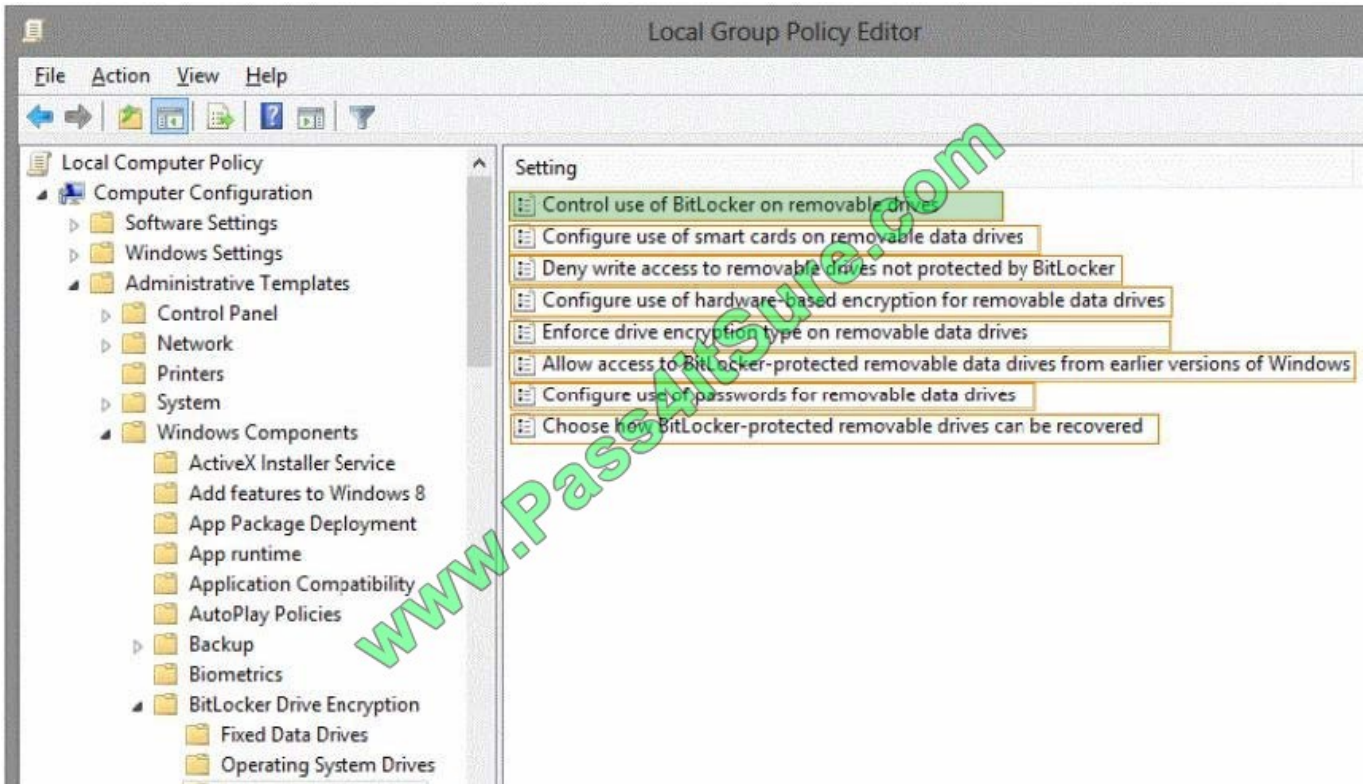 Local Group Policy Editor
File Action View Help
Local Computer Policy
Computer Configuration
Software Settings
Windows Settings
Administrative Templates
Control Panel
Network
Printers
System
Windows Components
ActiveX Installer Service
Add features to Windows 8
App Package Deployment
App runtime
Application Compatibility
AutoPlay Policies
Backup
Biometrics
BitLocker Drive Encryption
Fixed Data Drives
Operating System Drives
Setting
Control use of BitLocker on removable drives
Configure use of smart cards on removable data drives
Deny write access to removable drives not protected by BitLocker
Configure use of hardware-based encryption for removable data drives
Enforce drive encryption type on removable data drives
Allow access to BitLocker-protected removable data drives from earlier versions of Windows
Configure use of passwords for removable data drives
Choose how BitLocker-protected removable drives can be recovered
www.Pass4itSure.com